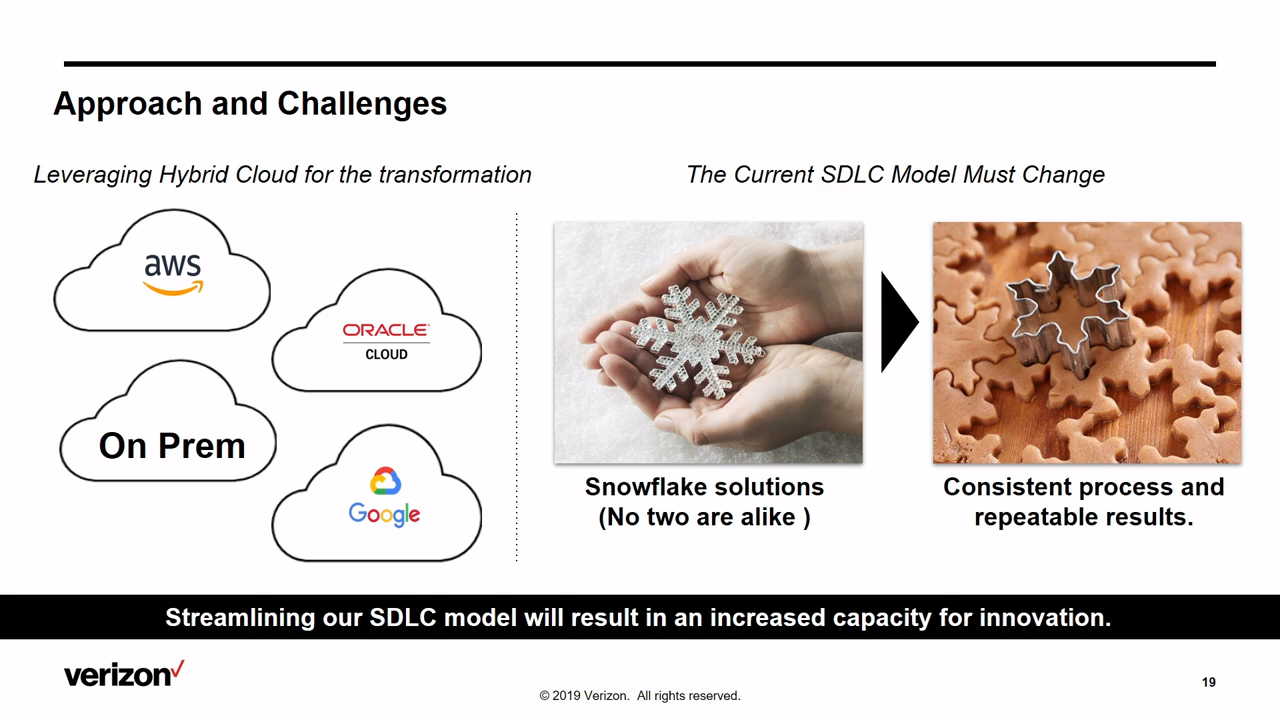 Approach and Challenges
Leveraging Hybrid Cloud for the transformation
aws
ORACLE
CLOUD
On Prem
Google
The Current SDLC Model Must Change
Snowflake solutions
(No two are alike )
Consistent process and
repeatable results.
Streamlining our SDLC model will result in an increased capacity for innovation.
verizon
© 2019 Verizon. All rights reserved.
19